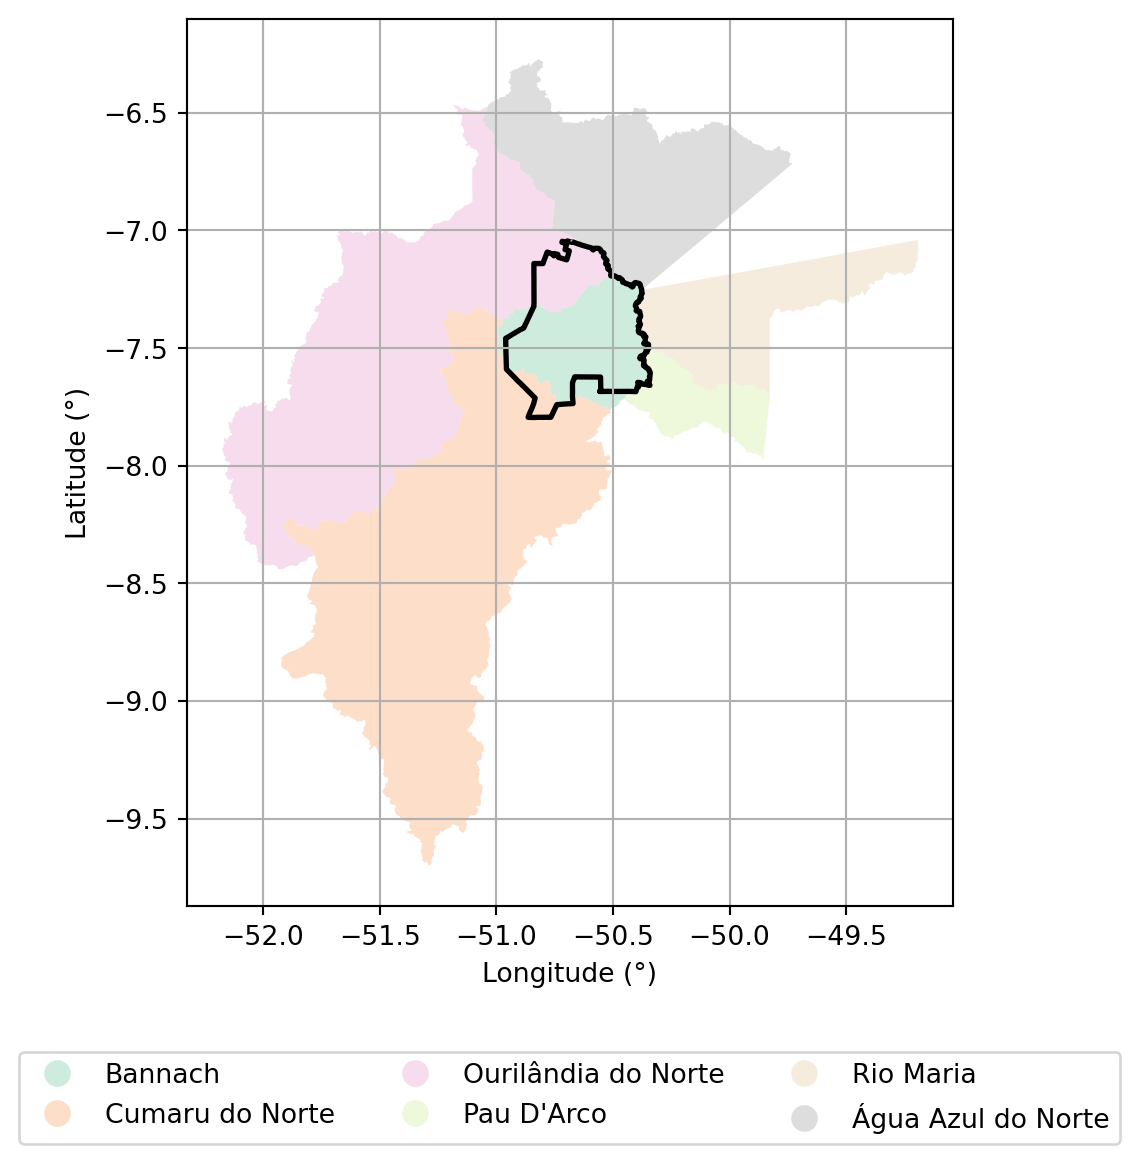 −6.5
−7.0
−7.5
−8.0
−8.5
−9.0
−9.5
Latitude (°)
−52.0 −51.5 −51.0 −50.5 −50.0 −49.5
Longitude (°)
Bannach Ourilândia do Norte Rio Maria
Cumaru do Norte Pau D'Arco Água Azul do Norte